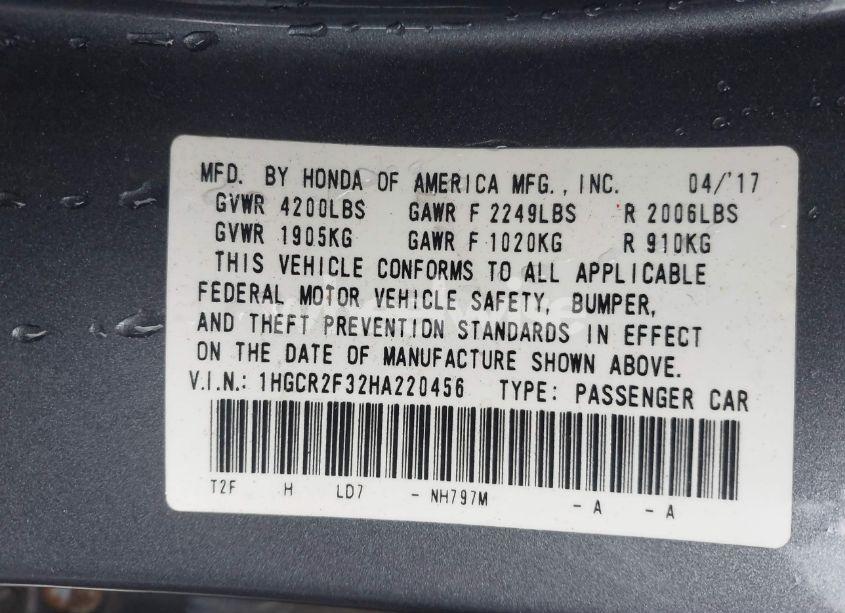 MFD. BY HONDA OF AMERICA MFG., INC. 04/'17
GVWR 4200LBS GAWR F 2249LBS R 2006LBS
GVWR 1905KG GAWR F 1020KG R 910KG
THIS VEHICLE CONFORMS TO ALL APPLICABLE
FEDERAL MOTOR VEHICLE SAFETY, BUMPER,
AND THEFT PREVENTION STANDARDS IN EFFECT
ON THE DATE OF MANUFACTURE SHOWN ABOVE.
V.I.N.: 1HGCR2F32HA220456 TYPE: PASSENGER CAR
T2F H LD7 - NH797M - A - A